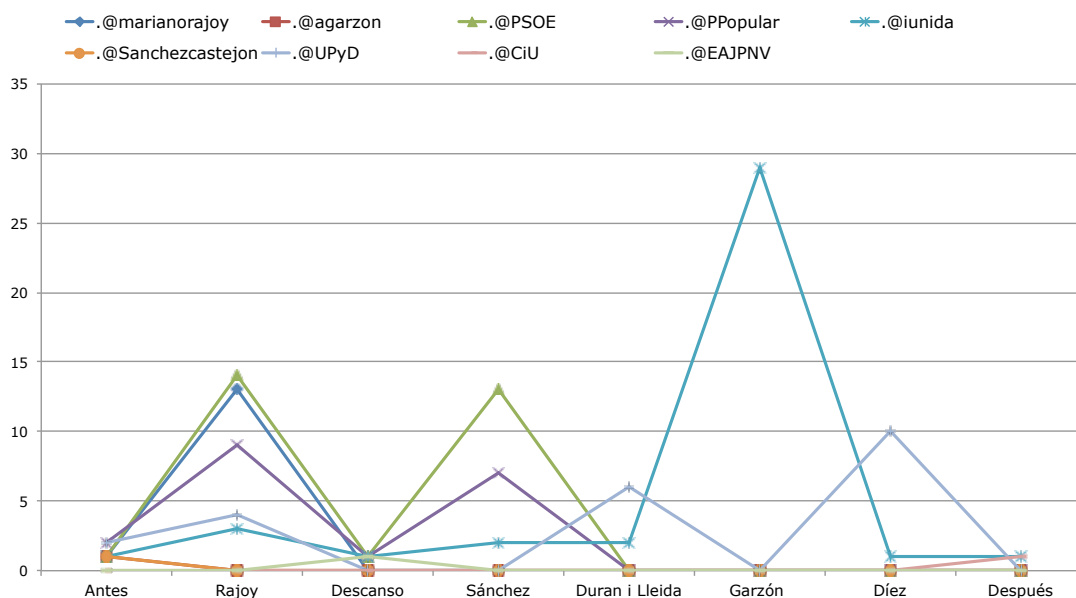 .@marianorajoy .@agarzon .@PSOE .@PPopular .@iunida
.@Sanchezcastejon .@UPyD .@CiU .@EAJPNV
35
30
25
20
15
10
5
0
Antes Rajoy Descanso Sánchez Duran i Lleida Garzón Díez Después